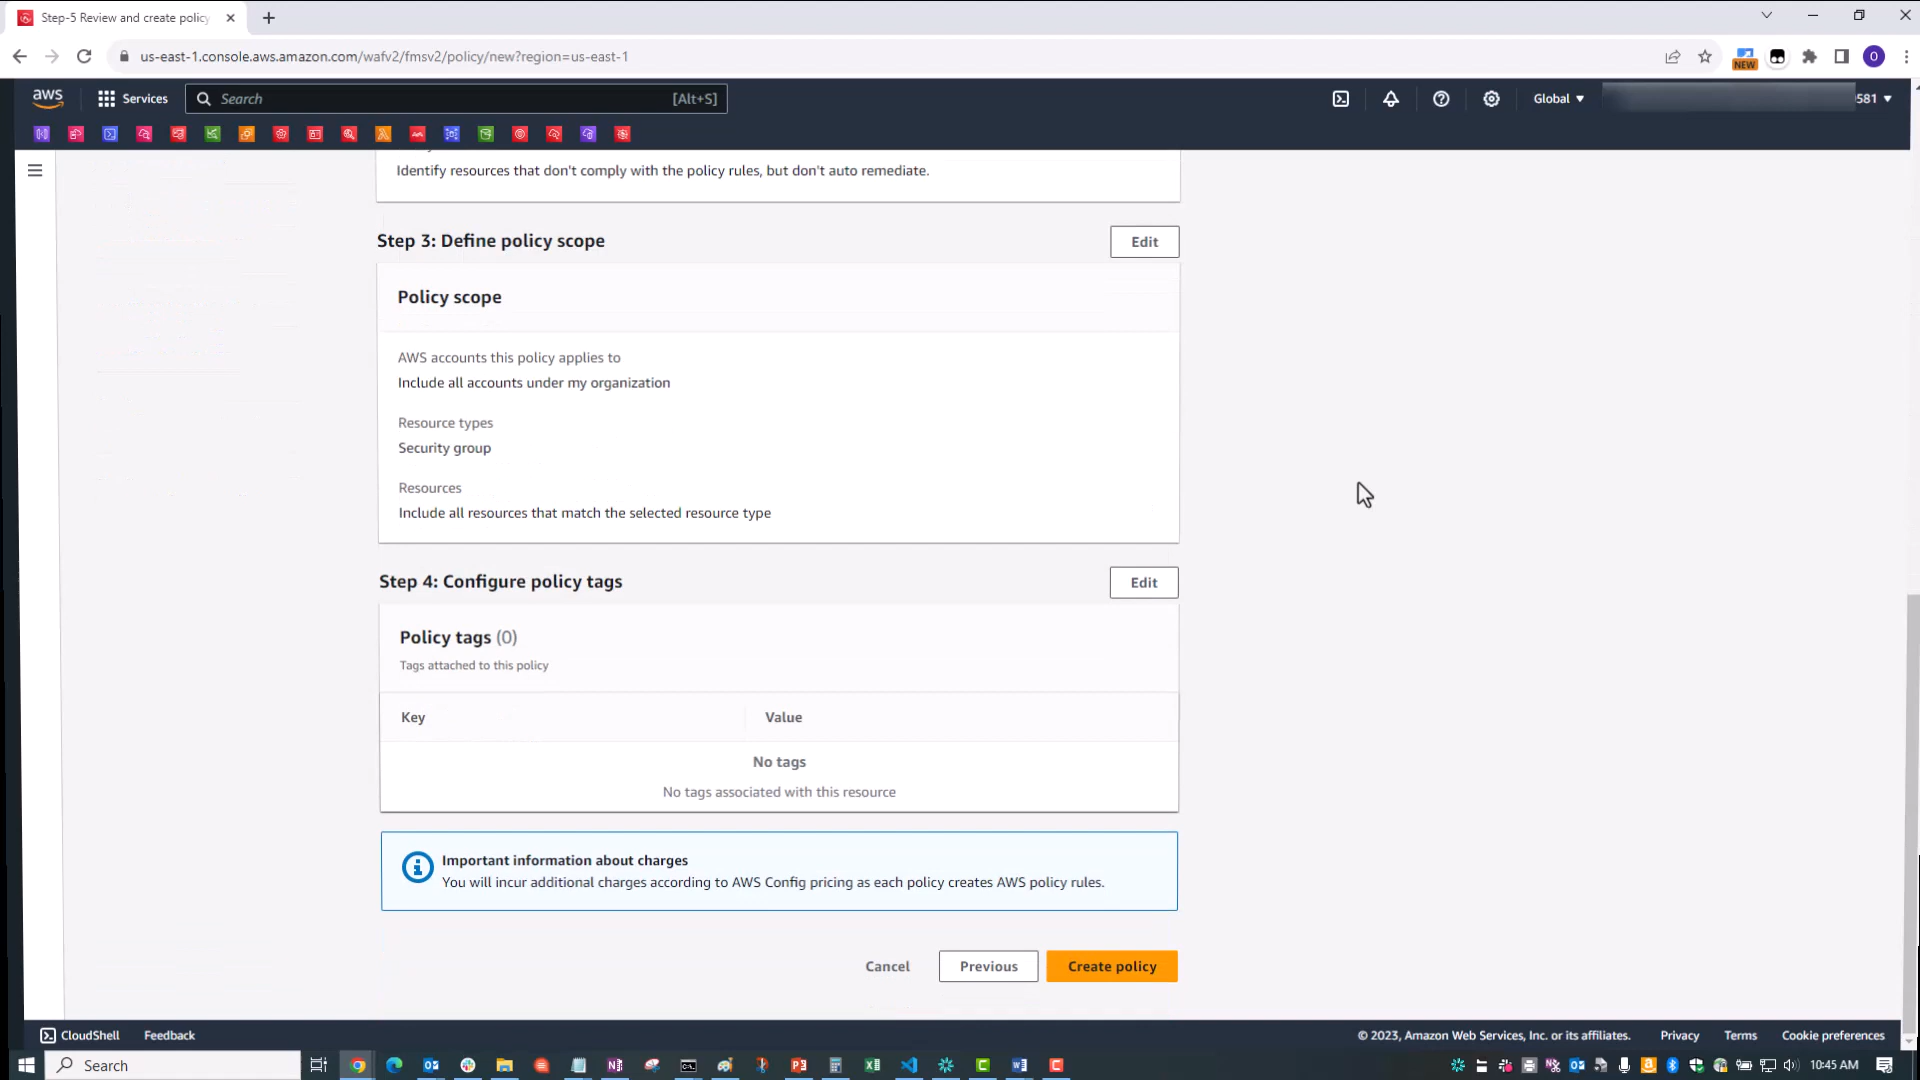 Step-5 Review and create policy
us-east-1.console.aws.amazon.com/wafv2/fmsv2/policy/new?region=us-east-1
NEW
O
aws
Services
Search
[Alt+S]
Global
581
Identify resources that don't comply with the policy rules, but don't auto remediate.
Step 3: Define policy scope
Edit
Policy scope
AWS accounts this policy applies to
Include all accounts under my organization
Resource types
Security group
Resources
Include all resources that match the selected resource type
Step 4: Configure policy tags
Edit
Policy tags (0)
Tags attached to this policy
Key
Value
No tags
No tags associated with this resource
Important information about charges
You will incur additional charges according to AWS Config pricing as each policy creates AWS policy rules.
Cancel
Previous
Create policy
CloudShell
Feedback
© 2023, Amazon Web Services, Inc. or its affiliates.
Privacy
Terms
Cookie preferences
Search
10:45 AM